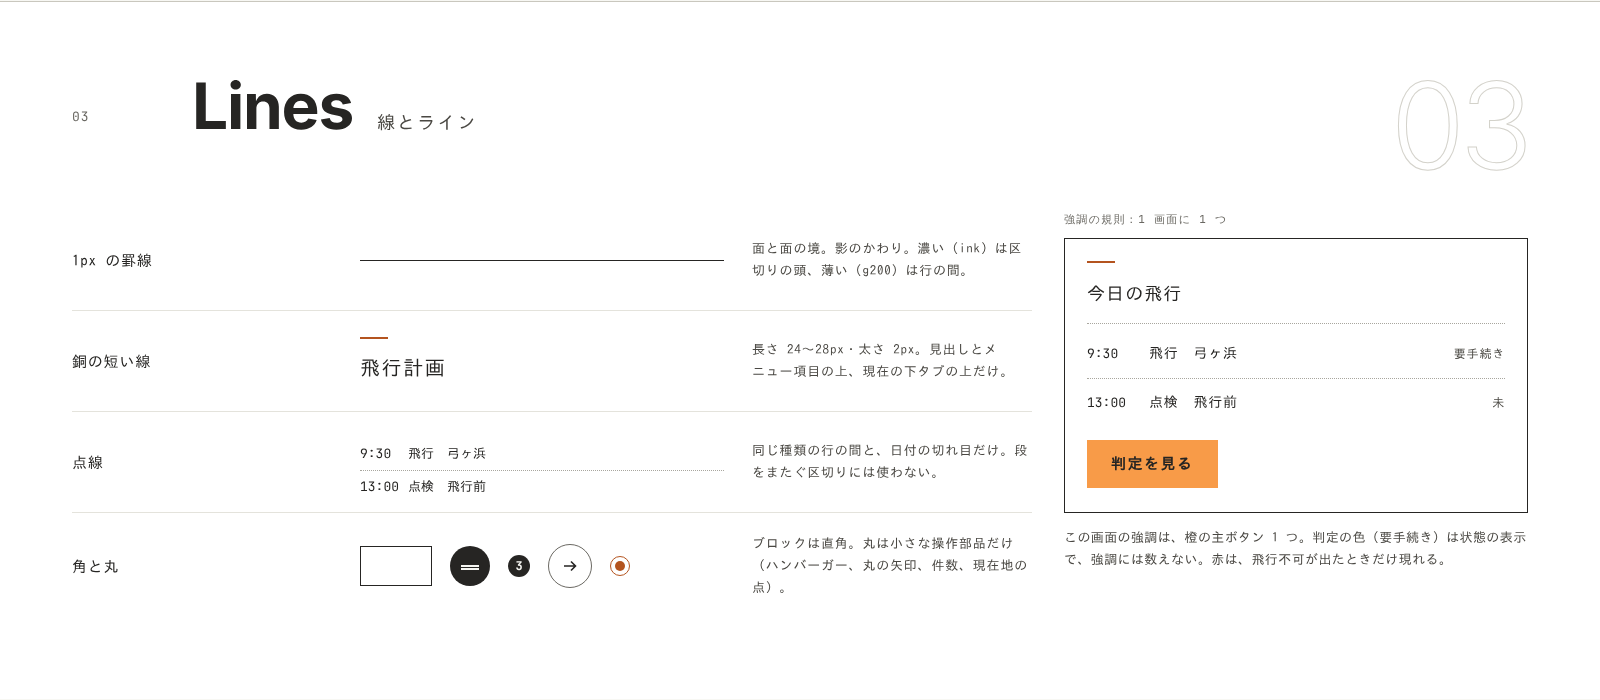 03
Lines 線とライン
03
1px の罫線
面と面の境。影のかわり。濃い（ink）は区
切りの頭、薄い（g200）は行の間。
銅の短い線
飛行計画
長さ 24〜28px・太さ 2px。見出しとメ
ニュー項目の上、現在の下タブの上だけ。
点線
9:30 飛行 弓ヶ浜
13:00 点検 飛行前
同じ種類の行の間と、日付の切れ目だけ。段
をまたぐ区切りには使わない。
角と丸
3
ブロックは直角。丸は小さな操作部品だけ
（ハンバーガー、丸の矢印、件数、現在地の
点）。
強調の規則：1 画面に 1 つ
今日の飛行
9:30 飛行 弓ヶ浜 要手続き
13:00 点検 飛行前 未
判定を見る
この画面の強調は、橙の主ボタン 1 つ。判定の色（要手続き）は状態の表示
で、強調には数えない。赤は、飛行不可が出たときだけ現れる。